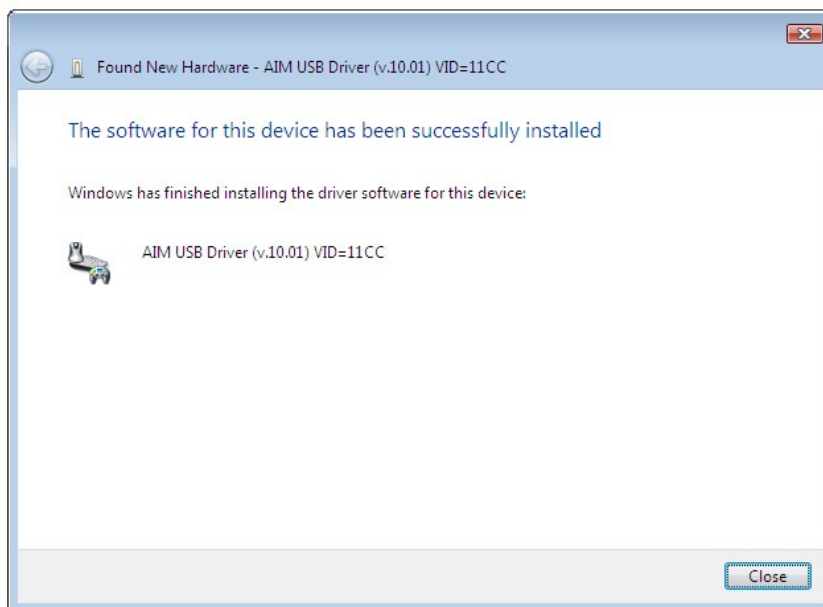 Found New Hardware - AIM USB Driver (v.10.01) VID=11CC
The software for this device has been successfully installed
Windows has finished installing the driver software for this device:
AIM USB Driver (v.10.01) VID=11CC
Close